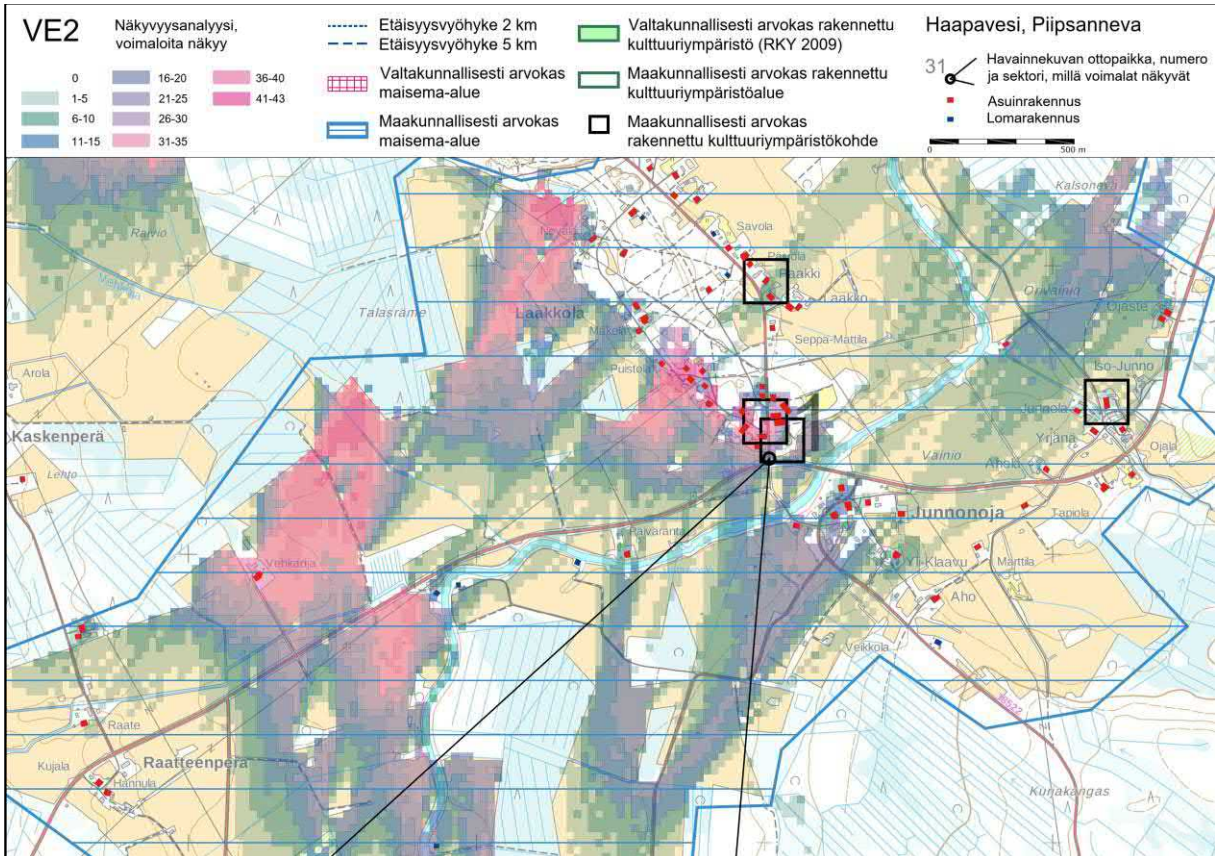 VE2
Näkyvyysanalyysi,
voimaloita näkyy
0
1-5
6-10
11-15
16-20
21-25
26-30
31-35
36-40
41-43
Etäisyysvyöhyke 2 km
Etäisyysvyöhyke 5 km
Valtakunnallisesti arvokas
maisema-alue
Maakunnallisesti arvokas
maisema-alue
Valtakunnallisesti arvokas rakennettu
kulttuuriympäristö (RKY 2009)
Maakunnallisesti arvokas rakennettu
kulttuuriympäristöalue
Maakunnallisesti arvokas
rakennettu kulttuuriympäristökohde
Haapavesi, Piipsanneva
31
Havainnekuvan ottopaikka, numero
ja sektori, millä voimalat näkyvät
Asuinrakennus
Lomarakennus
0 500 m
Savola
Raivio
Paakki
Laakko
Talasräme
Laakkola
Orivainio
Ojaste
Seppä-Mattila
Puistola
Iso-Junno
Arola
Junnola
Kaskenperä
1
Yrjänä
Lehto
Vainio
Ahola
Ojala
Junnonoja
Tapiola
Päiväranta
Yli-Klaavu
Marttila
Vehkanja
Aho
Veikkola
Raate
Kujala
Raatteenperä
Hannula
Kurjakangas